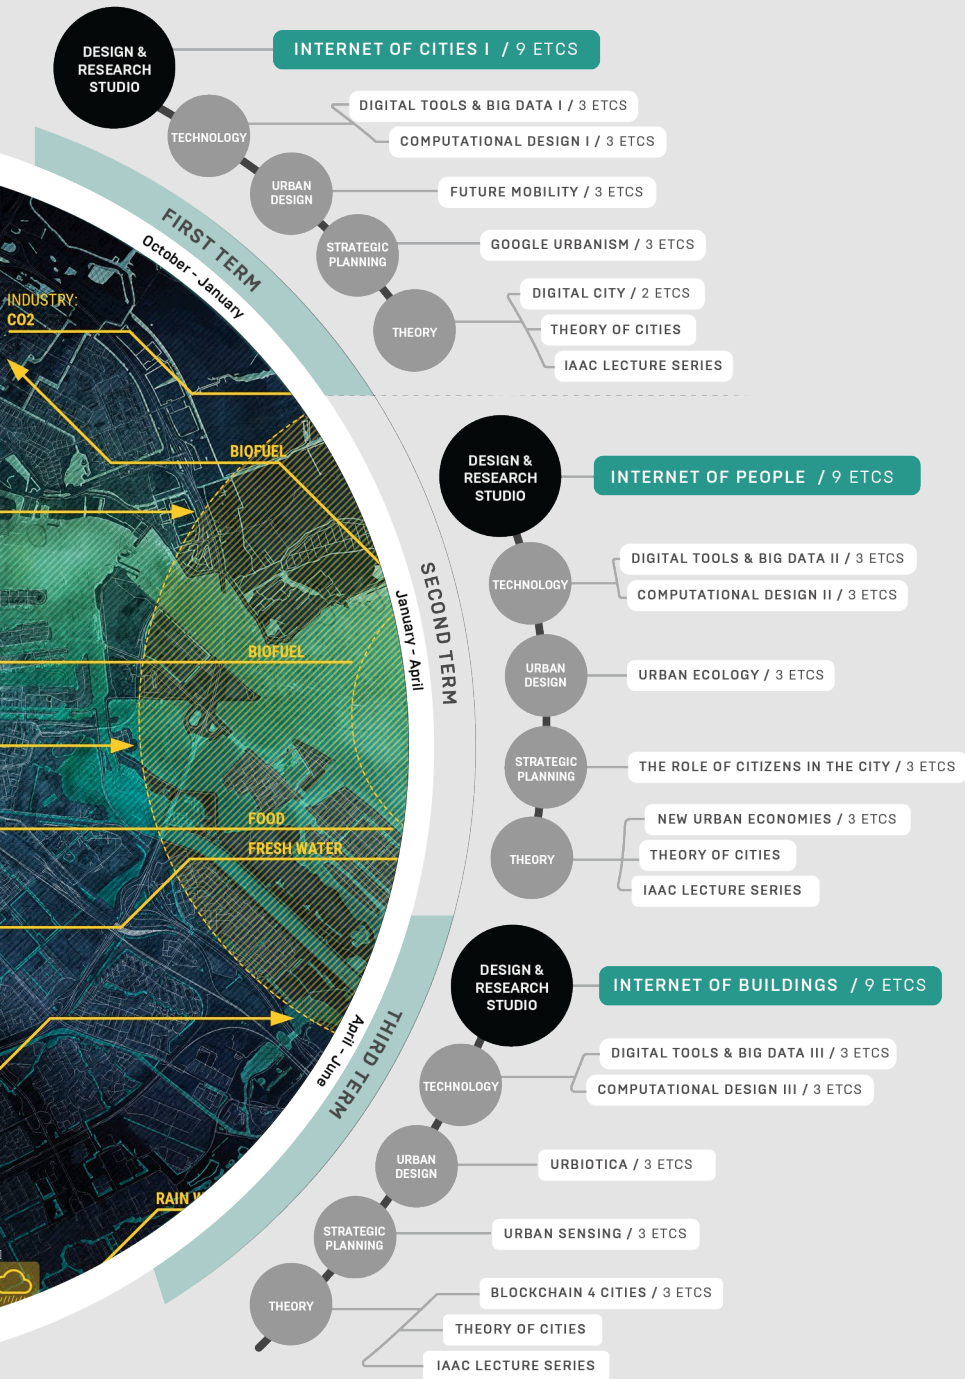 DESIGN &
RESEARCH
STUDIO
INTERNET OF CITIES I / 9 ETCS
TECHNOLOGY
DIGITAL TOOLS & BIG DATA I / 3 ETCS
COMPUTATIONAL DESIGN I / 3 ETCS
URBAN
DESIGN
FUTURE MOBILITY / 3 ETCS
STRATEGIC
PLANNING
GOOGLE URBANISM / 3 ETCS
THEORY
DIGITAL CITY / 2 ETCS
THEORY OF CITIES
IAAC LECTURE SERIES
FIRST TERM
October - January
INDUSTRY:
CO2
BIOFUEL
DESIGN &
RESEARCH
STUDIO
INTERNET OF PEOPLE / 9 ETCS
TECHNOLOGY
DIGITAL TOOLS & BIG DATA II / 3 ETCS
COMPUTATIONAL DESIGN II / 3 ETCS
URBAN
DESIGN
URBAN ECOLOGY / 3 ETCS
STRATEGIC
PLANNING
THE ROLE OF CITIZENS IN THE CITY / 3 ETCS
THEORY
NEW URBAN ECONOMIES / 3 ETCS
THEORY OF CITIES
IAAC LECTURE SERIES
SECOND TERM
January - April
BIOFUEL
FOOD
FRESH WATER
DESIGN &
RESEARCH
STUDIO
INTERNET OF BUILDINGS / 9 ETCS
TECHNOLOGY
DIGITAL TOOLS & BIG DATA III / 3 ETCS
COMPUTATIONAL DESIGN III / 3 ETCS
URBAN
DESIGN
URBIOTICA / 3 ETCS
STRATEGIC
PLANNING
URBAN SENSING / 3 ETCS
THEORY
BLOCKCHAIN 4 CITIES / 3 ETCS
THEORY OF CITIES
IAAC LECTURE SERIES
THIRD TERM
April - June
RAIN